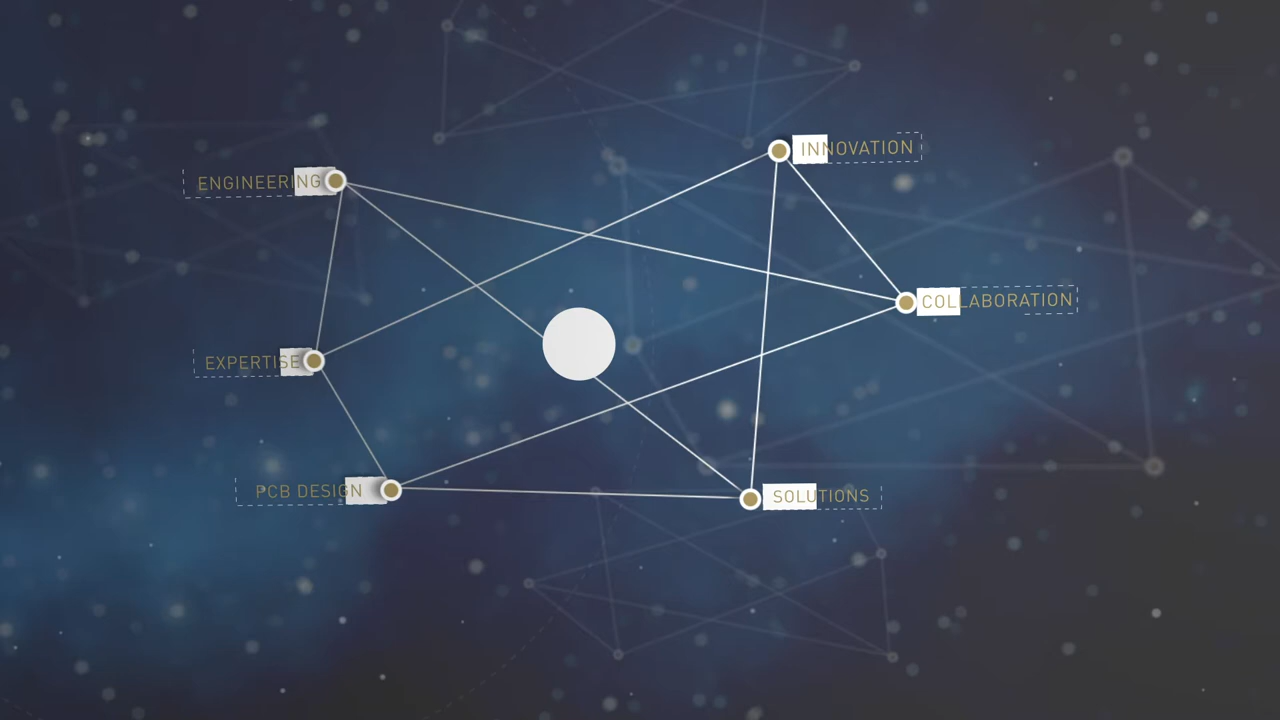 INNOVATION
ENGINEERING
COLLABORATION
EXPERTISE
PCB DESIGN
SOLUTIONS